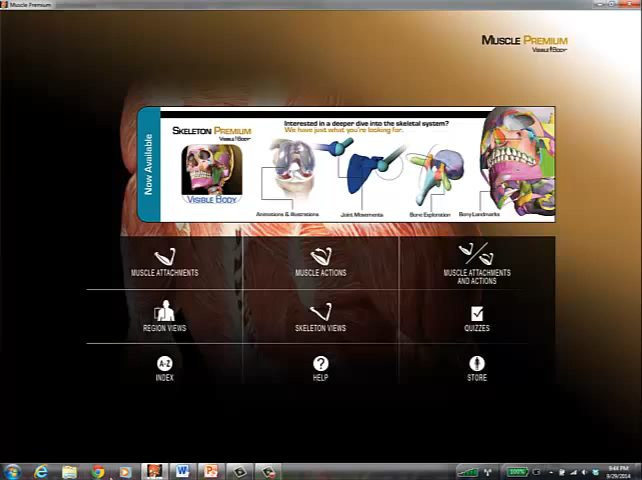 Muscle Premium
MUSCLE PREMIUM
VISIBLE BODY
Now Available
SKELETON PREMIUM
VISIBLE BODY
VISIBLE BODY
Interested in a deeper dive into the skeletal system?
We have just what you're looking for.
Animations & Illustrations
Joint Movements
Bone Exploration
Bony Landmarks
MUSCLE ATTACHMENTS
MUSCLE ACTIONS
MUSCLE ATTACHMENTS
AND ACTIONS
REGION VIEWS
SKELETON VIEWS
QUIZZES
A-Z
INDEX
?
HELP
STORE
100%
9:44 PM
9/29/2014